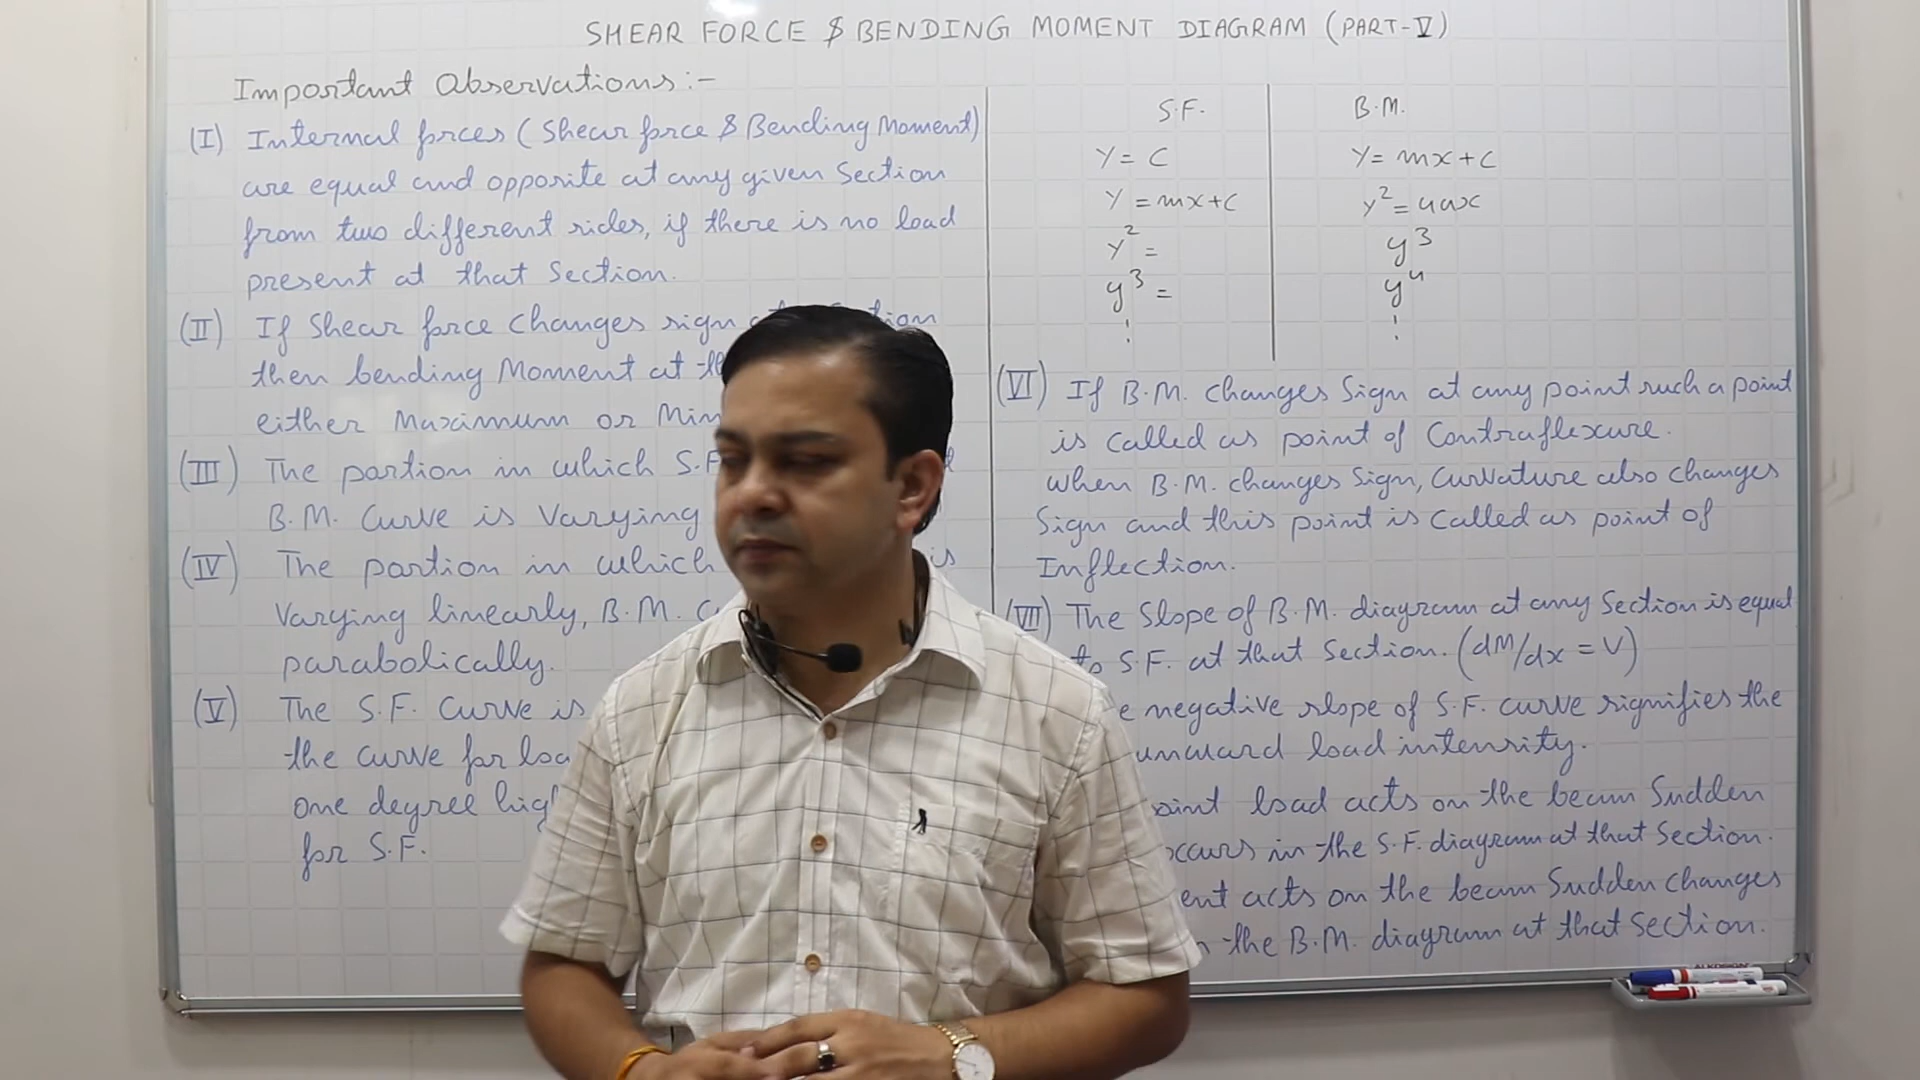 SHEAR FORCE & BENDING MOMENT DIAGRAM (PART-V)
Important Observations:-
(I) Internal forces (Shear force & Bending Moment)
are equal and opposite at any given Section
from two different sides, if there is no load
present at that Section.
(II) If Shear force changes sign
then bending Moment at
either Maximum or
(III) The portion in which S.F
B.M. Curve is Varying
(IV) The portion in which is
Varying linearly, B.M.
parabolically.
(V) The S.F. Curve is
the curve for
one degree
for S.F.
S.F. B.M.
Y = C Y = mx+c
Y = mx+c y² = 4ax
y² = y³
y³ = y⁴
(VI) If B.M. changes Sign at any point such a point
is called as point of Contraflexure.
when B.M. changes Sign, Curvature also changes
Sign and this point is called as point of
Inflection.
(VII) The Slope of B.M. diagram at any Section is equal
to S.F. at that Section. (dM/dx = V)
negative slope of S.F. curve signifies the
load intensity.
load acts on the beam Sudden
occurs in the S.F. diagram at that Section.
acts on the beam Sudden changes
the B.M. diagram at that Section.